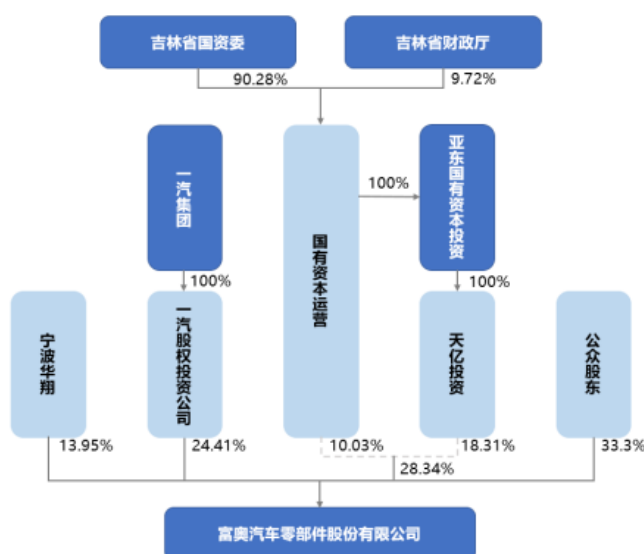 吉林省国资委
吉林省财政厅
90.28%
9.72%
一汽集团
国有资本运营
100%
亚东国有资本投资
100%
100%
宁波华翔
一汽股权投资公司
天亿投资
公众股东
13.95%
24.41%
10.03%
18.31%
33.3%
28.34%
富奥汽车零部件股份有限公司